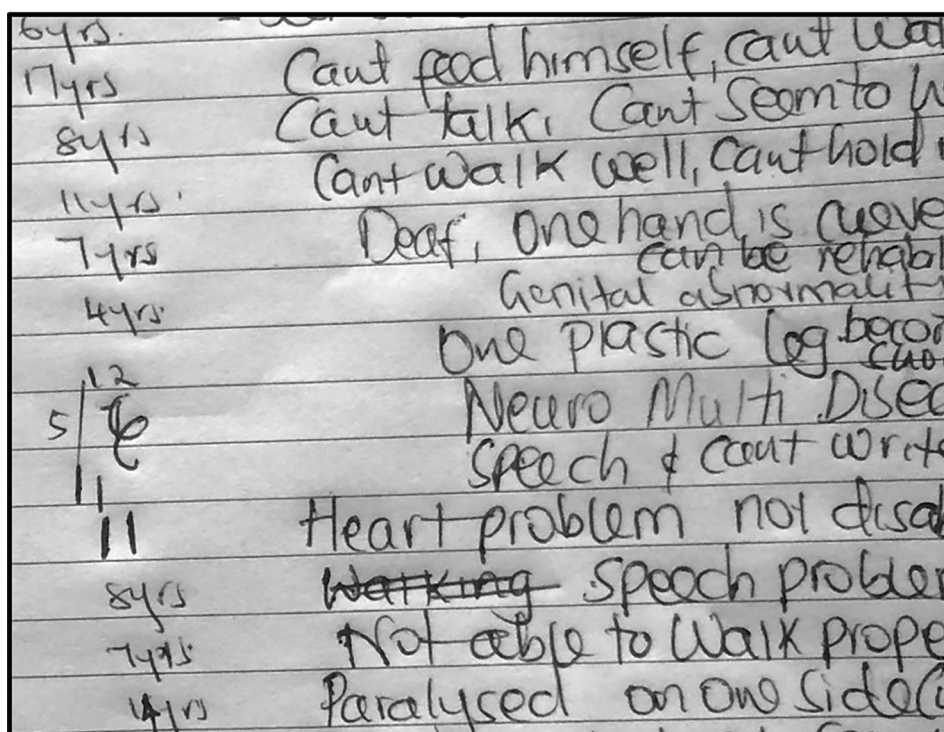 6yrs.
17yrs Cant feed himself, cant
8yrs Cant talk, Cant Seem to
11yrs. Cant walk well, cant hold
7yrs Deaf, One hand is
can be
4yrs. Genital
One plastic leg
12
5 Neuro Multi
Speech & cant
11
11 Heart problem not
8yrs Walking speech
7yrs Not able to Walk
14yrs Paralysed on one side